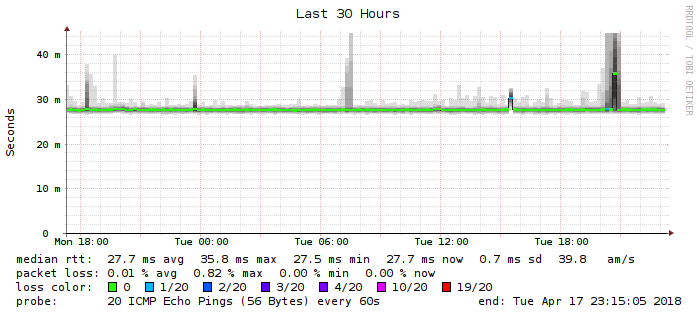 Last 30 Hours
RRDTOOL / TOBI OETIKER
Seconds
40 m
30 m
20 m
10 m
0
Mon 18:00 Tue 00:00 Tue 06:00 Tue 12:00 Tue 18:00
median rtt: 27.7 ms avg 35.8 ms max 27.5 ms min 27.7 ms now 0.7 ms sd 39.8 am/s
packet loss: 0.01 % avg 0.82 % max 0.00 % min 0.00 % now
loss color: 0 1/20 2/20 3/20 4/20 10/20 19/20
probe: 20 ICMP Echo Pings (56 Bytes) every 60s end: Tue Apr 17 23:15:05 2018